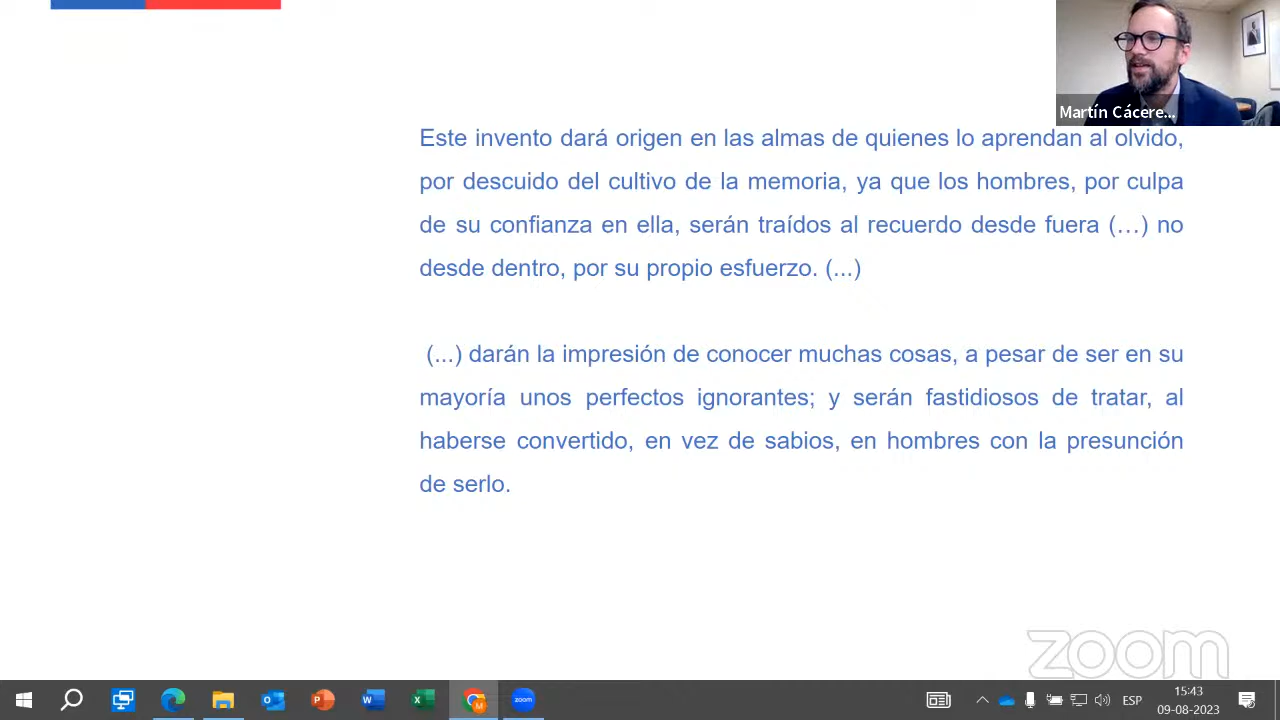 Martín Cácere...
Este invento dará origen en las almas de quienes lo aprendan al olvido,
por descuido del cultivo de la memoria, ya que los hombres, por culpa
de su confianza en ella, serán traídos al recuerdo desde fuera (…) no
desde dentro, por su propio esfuerzo. (...)
(...) darán la impresión de conocer muchas cosas, a pesar de ser en su
mayoría unos perfectos ignorantes; y serán fastidiosos de tratar, al
haberse convertido, en vez de sabios, en hombres con la presunción
de serlo.
zoom
zoom
ESP
15:43
09-08-2023